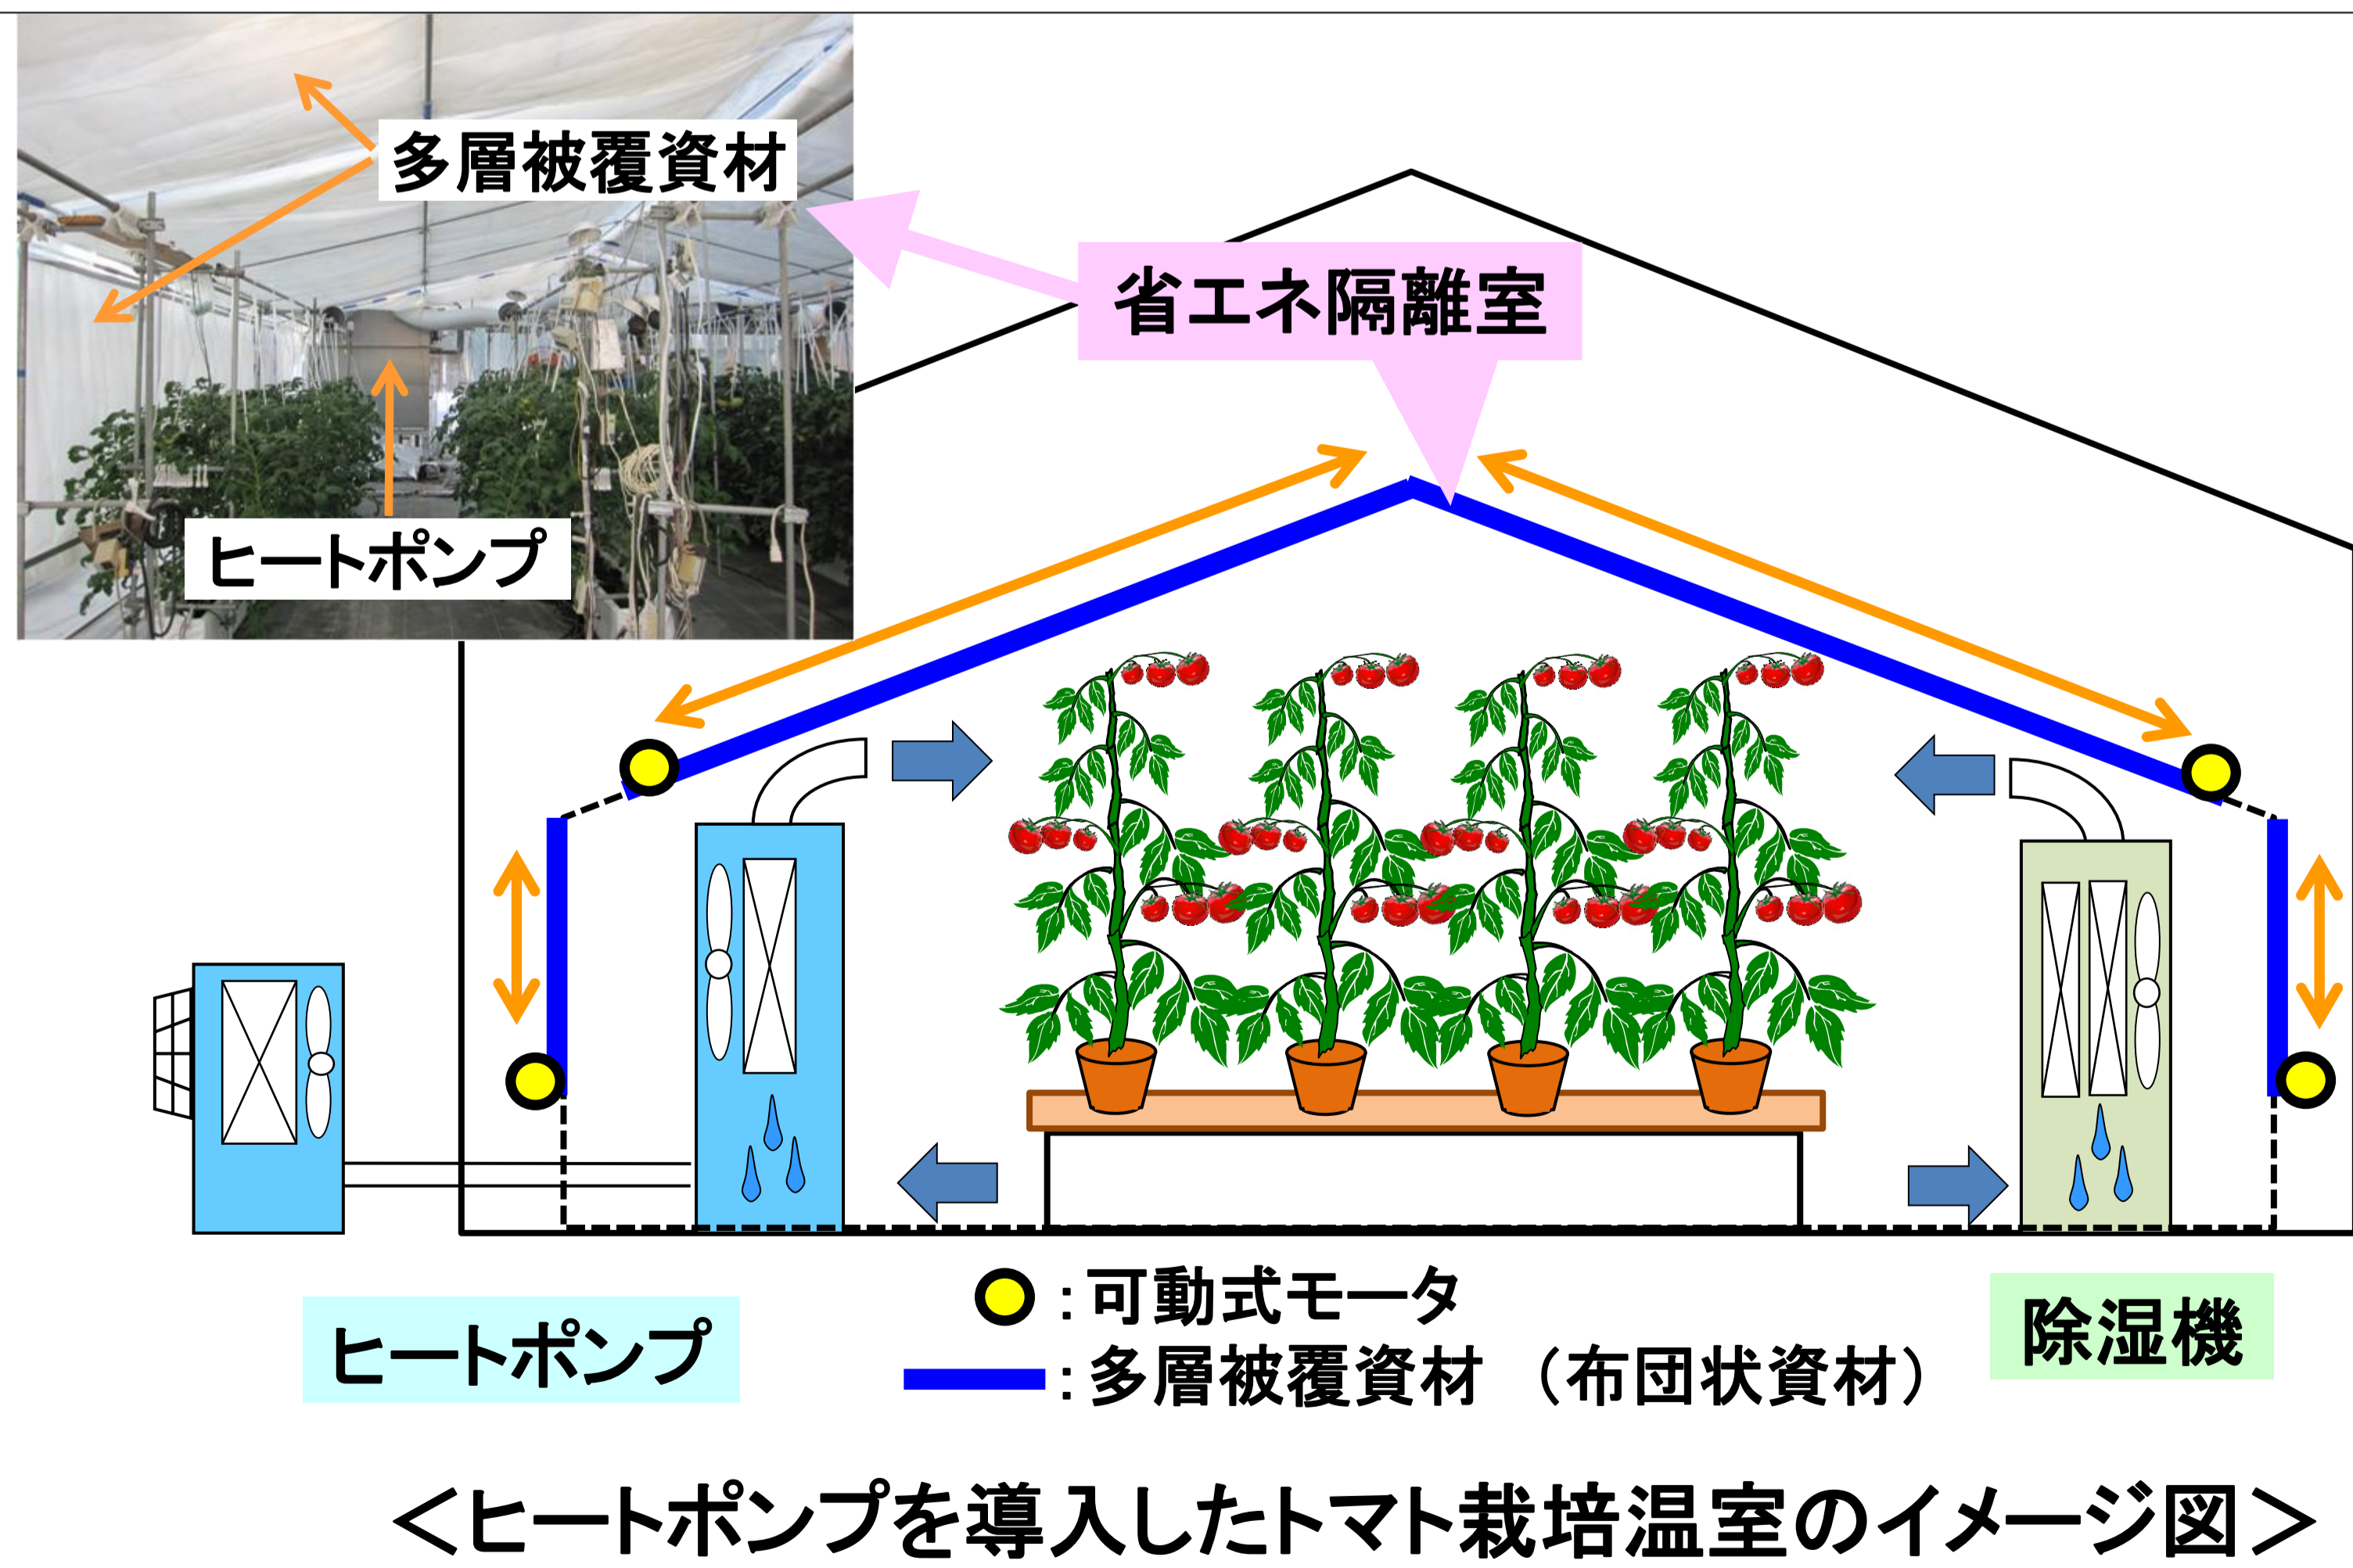 多層被覆資材
省エネ隔離室
ヒートポンプ
：可動式モータ
ヒートポンプ
除湿機
：多層被覆資材　（布団状資材）
＜ヒートポンプを導入したトマト栽培温室のイメージ図＞